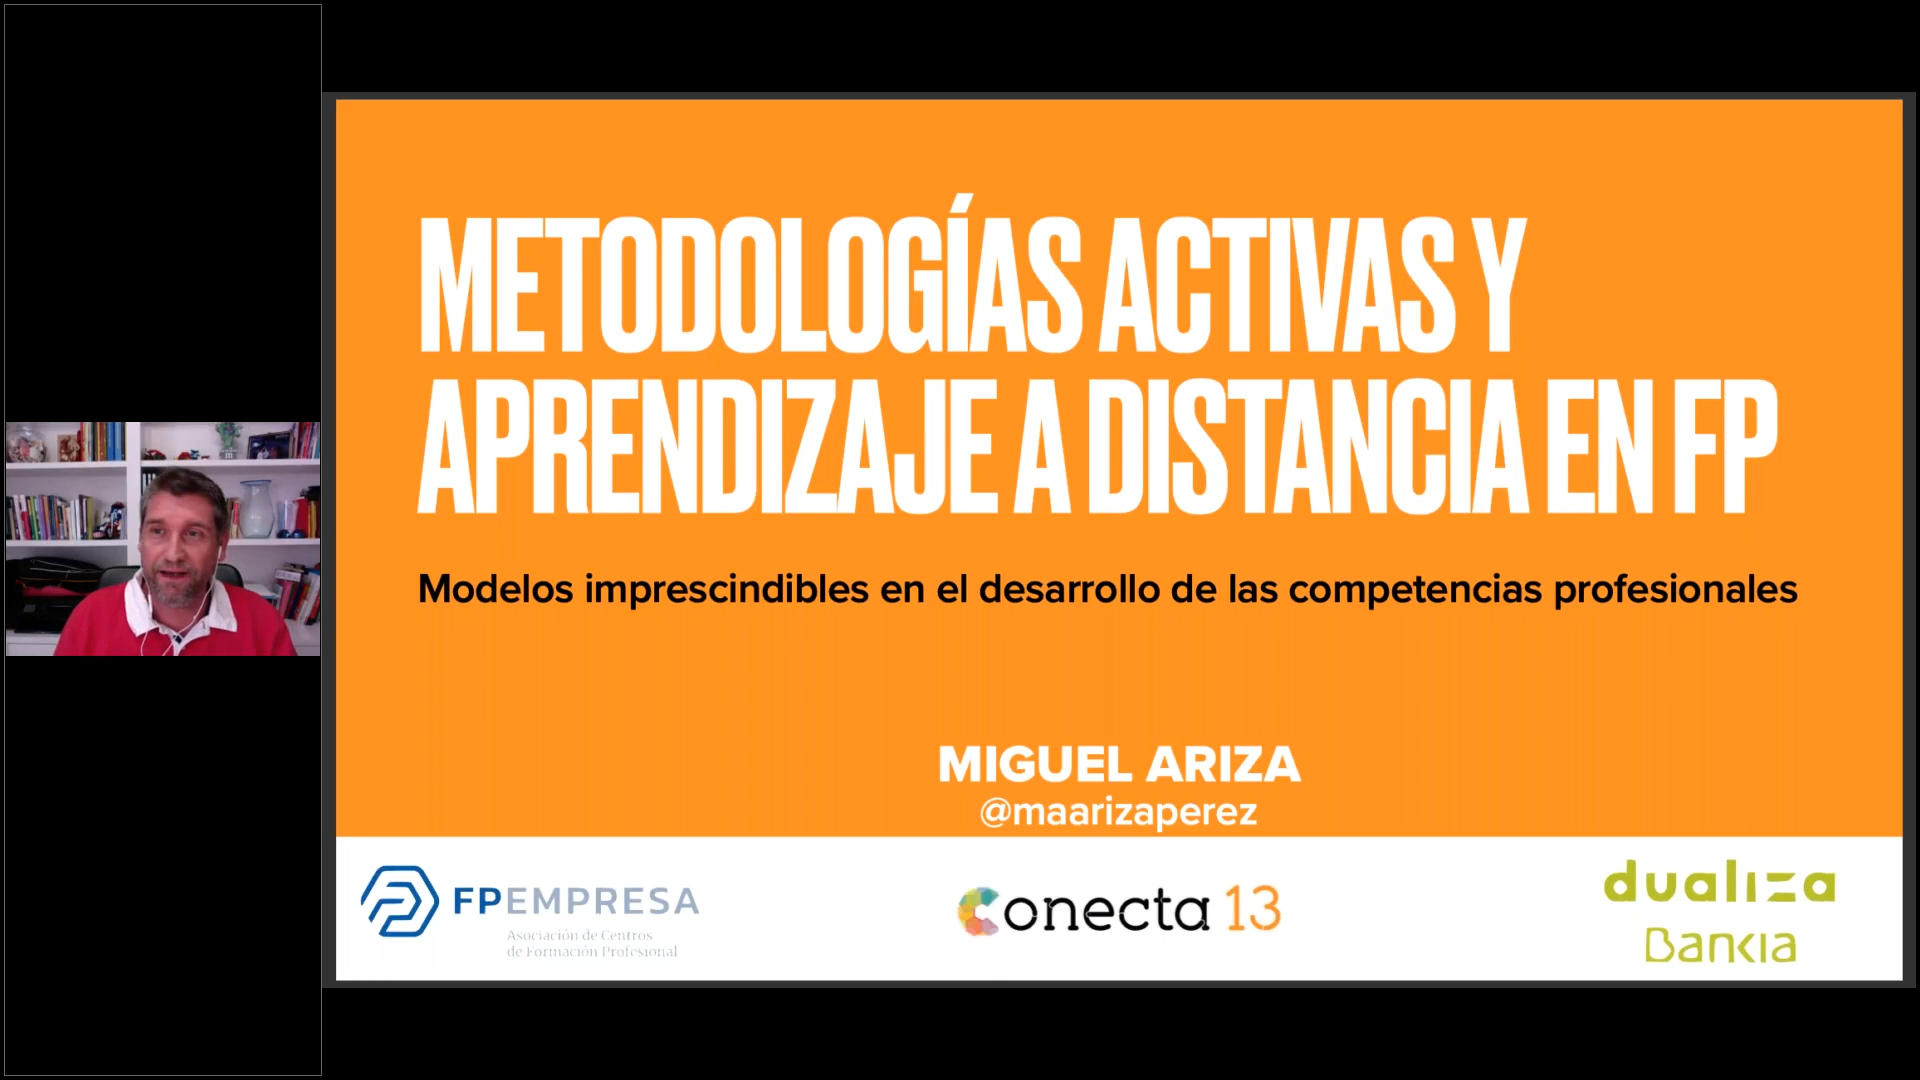 METODOLOGÍAS ACTIVAS Y
APRENDIZAJE A DISTANCIA EN FP
Modelos imprescindibles en el desarrollo de las competencias profesionales
MIGUEL ARIZA
@maarizaperez
FPEMPRESA
Asociación de Centros
de Formación Profesional
Conecta 13
dualiza
Bankia